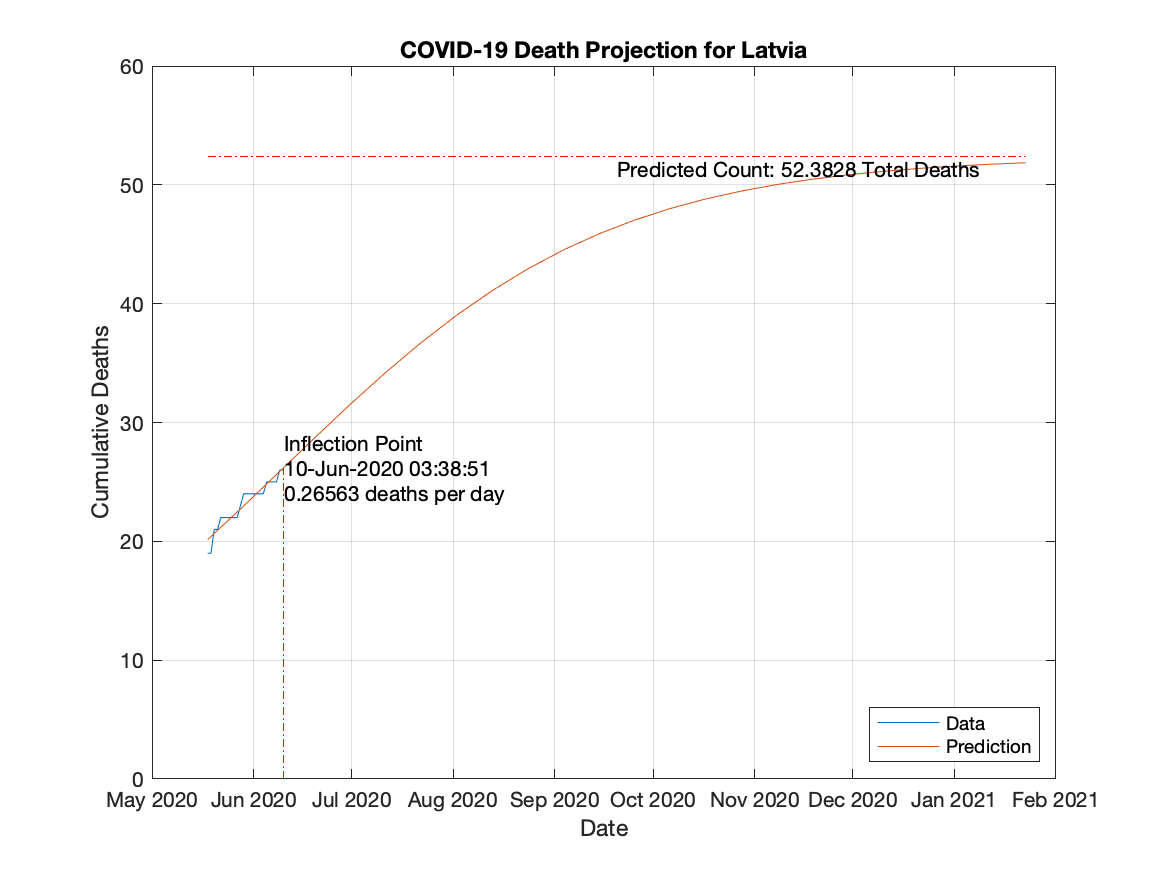 COVID-19 Death Projection for Latvia
60
50
40
30
20
10
0
Cumulative Deaths
Predicted Count: 52.3828 Total Deaths
Inflection Point
10-Jun-2020 03:38:51
0.26563 deaths per day
Data
Prediction
May 2020 Jun 2020 Jul 2020 Aug 2020 Sep 2020 Oct 2020 Nov 2020 Dec 2020 Jan 2021 Feb 2021
Date